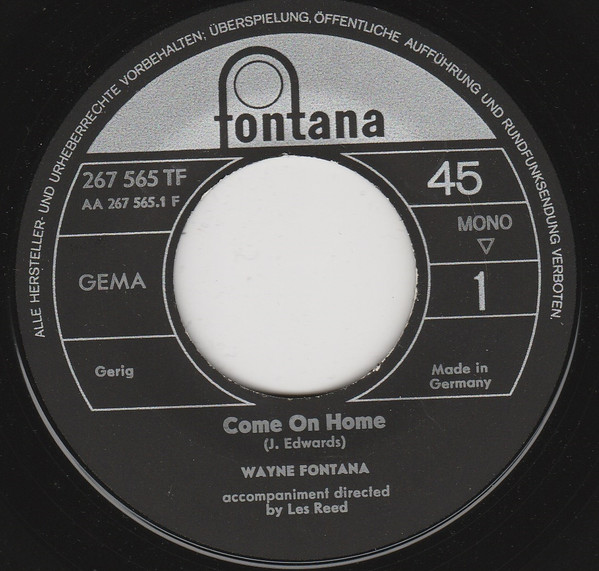 ALLE HERSTELLER- UND URHEBERRECHTE VORBEHALTEN; ÜBERSPIELUNG, ÖFFENTLICHE AUFFÜHRUNG UND RUNDFUNKSENDUNG VERBOTEN.
fontana
267 565 TF
AA 267 565.1 F
45
MONO
GEMA
1
Gerig
Made in
Germany
Come On Home
(J. Edwards)
WAYNE FONTANA
accompaniment directed
by Les Reed